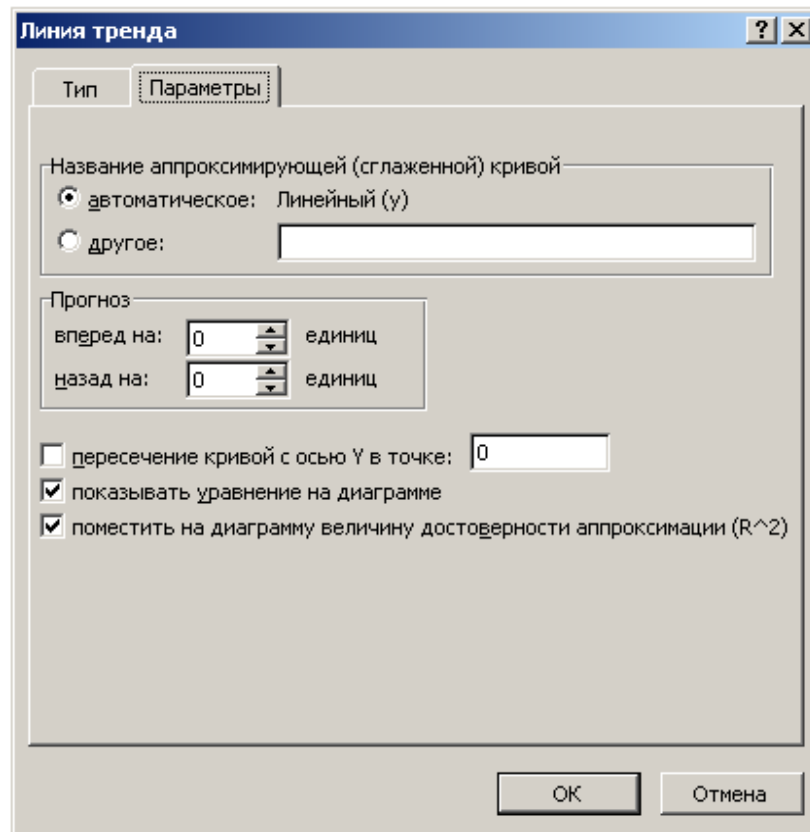 Линия тренда
Тип Параметры
Название аппроксимирующей (сглаженной) кривой
автоматическое: Линейный (y)
другое:
Прогноз
вперед на: 0 единиц
назад на: 0 единиц
пересечение кривой с осью Y в точке: 0
показывать уравнение на диаграмме
поместить на диаграмму величину достоверности аппроксимации (R^2)
OK Отмена